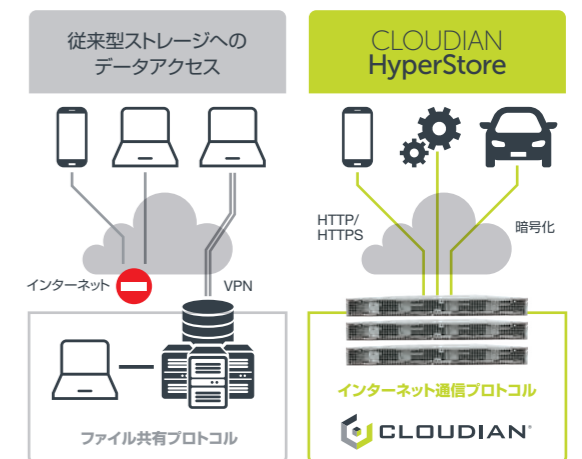 従来型ストレージへの
データアクセス
CLOUDIAN
HyperStore
インターネット
VPN
ファイル共有プロトコル
HTTP/
HTTPS
暗号化
インターネット通信プロトコル
CLOUDIAN